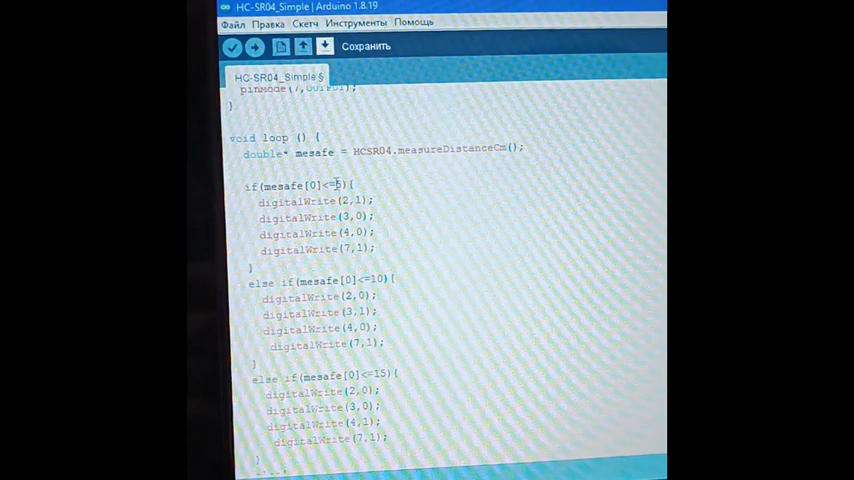 HC-SR04_Simple | Arduino 1.8.19
Файл Правка Скетч Инструменты Помощь
Сохранить
HC-SR04_Simple §
pinMode(7,OUTPUT);
}
void loop () {
double* mesafe = HCSR04.measureDistanceCm();
if(mesafe[0]<=5){
digitalWrite(2,1);
digitalWrite(3,0);
digitalWrite(4,0);
digitalWrite(7,1);
}
else if(mesafe[0]<=10){
digitalWrite(2,0);
digitalWrite(3,1);
digitalWrite(4,0);
digitalWrite(7,1);
}
else if(mesafe[0]<=15){
digitalWrite(2,0);
digitalWrite(3,0);
digitalWrite(4,1);
digitalWrite(7,1);
}